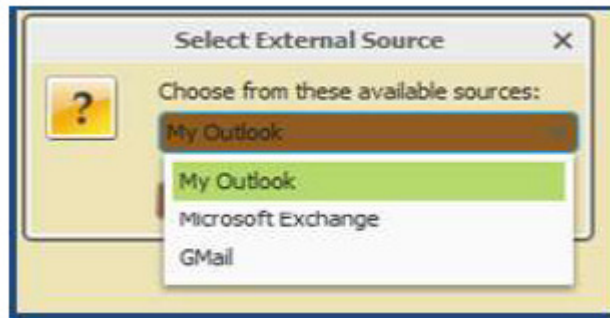 Select External Source
?
Choose from these available sources:
My Outlook
My Outlook
Microsoft Exchange
GMail